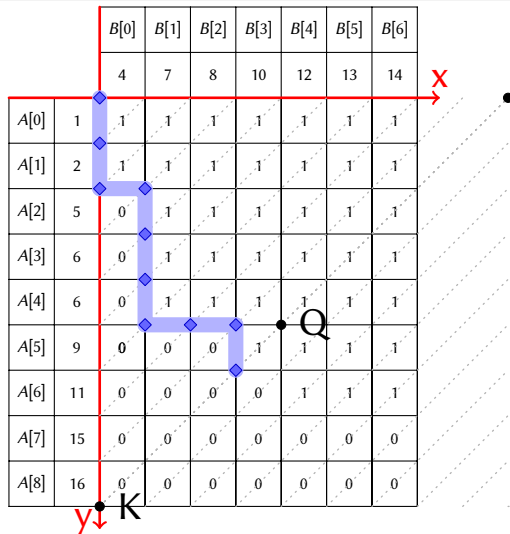 B[0] B[1] B[2] B[3] B[4] B[5] B[6]
4 7 8 10 12 13 14
x
A[0] 1 1 1 1 1 1 1 1
A[1] 2 1 1 1 1 1 1 1
A[2] 5 0 1 1 1 1 1 1
A[3] 6 0 1 1 1 1 1 1
A[4] 6 0 1 1 1 1 1 1
Q
A[5] 9 0 0 0 1 1 1 1
A[6] 11 0 0 0 0 1 1 1
A[7] 15 0 0 0 0 0 0 0
A[8] 16 0 0 0 0 0 0 0
y K